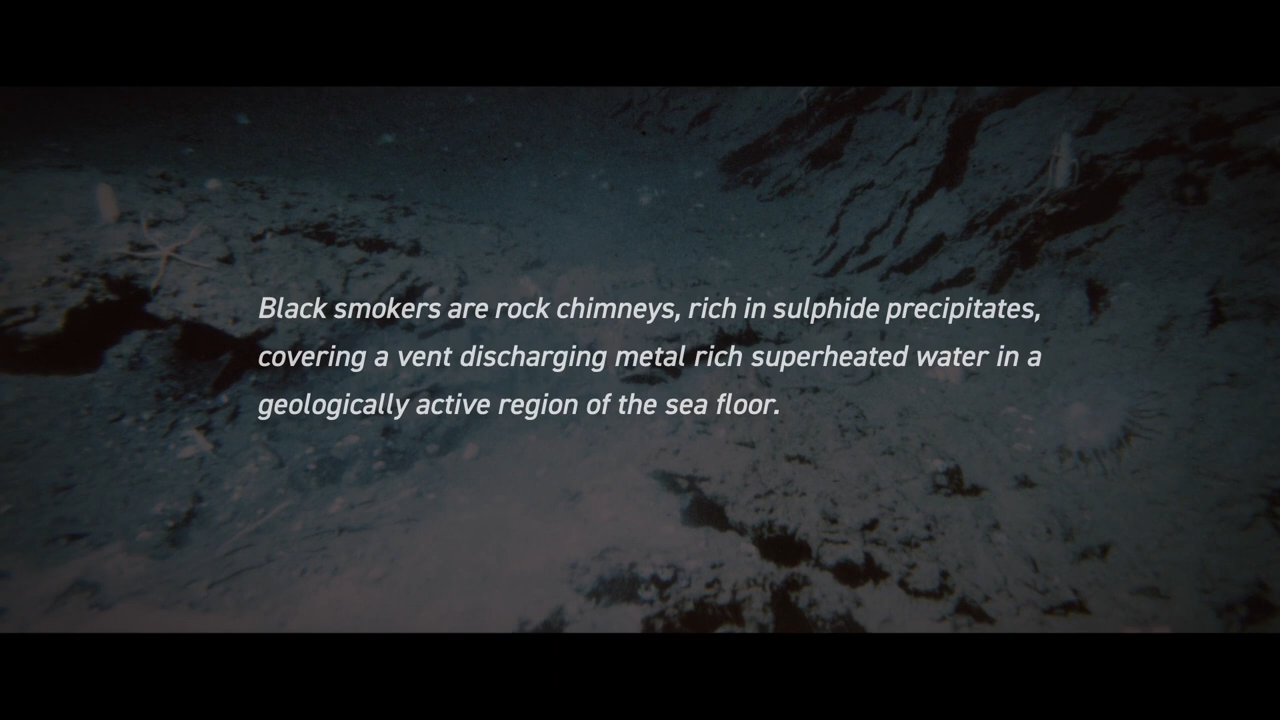 Black smokers are rock chimneys, rich in sulphide precipitates,
covering a vent discharging metal rich superheated water in a
geologically active region of the sea floor.